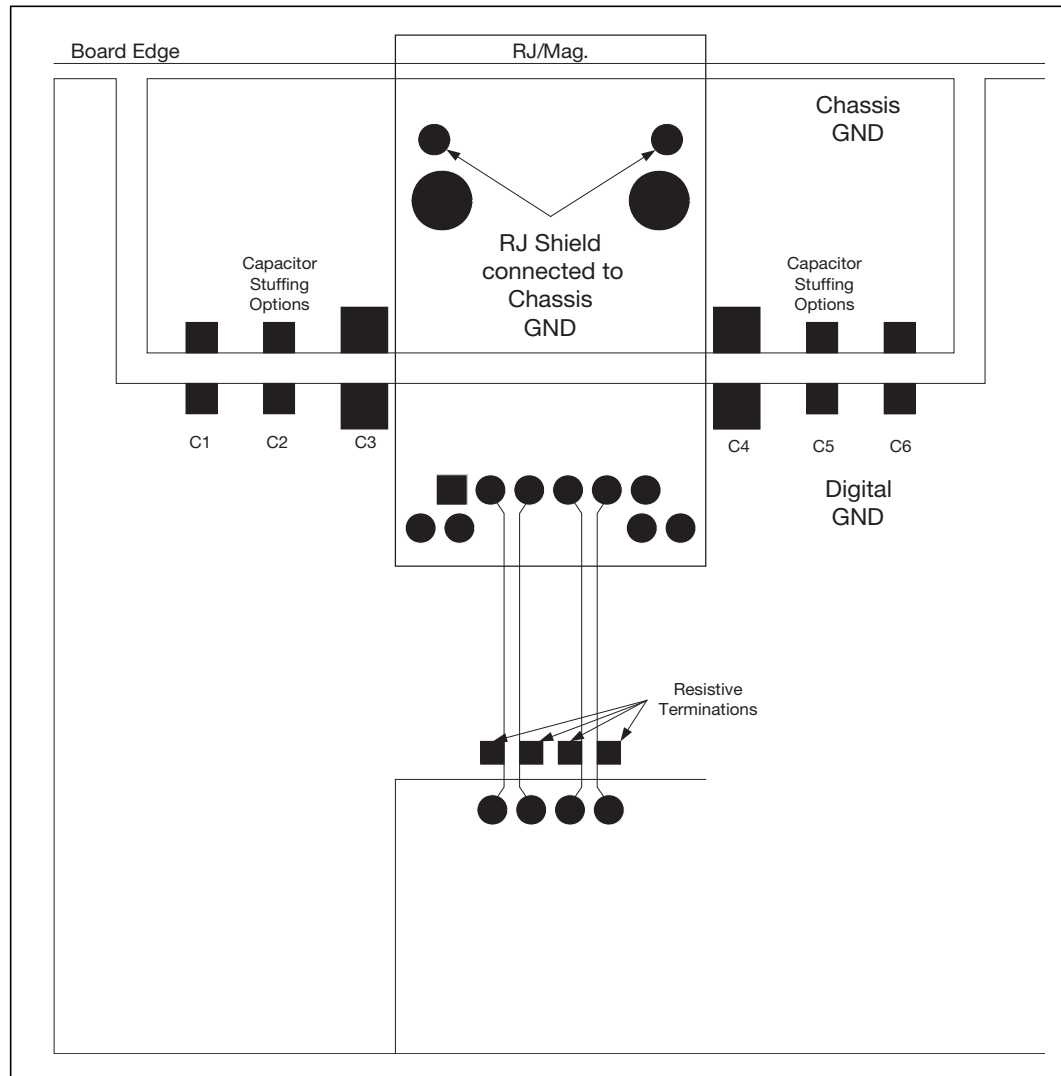 Board Edge
RJ/Mag.
Chassis
GND
RJ Shield
connected to
Chassis
GND
Capacitor
Stuffing
Options
Capacitor
Stuffing
Options
C1
C2
C3
C4
C5
C6
Digital
GND
Resistive
Terminations